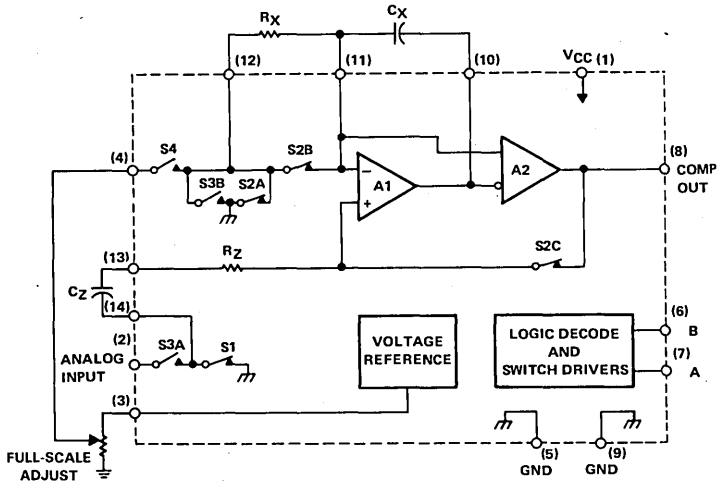 RX
CX
(12)
(11)
(10)
VCC (1)
(4)
S4
S3B
S2A
S2B
−
A1
+
A2
(8)
COMP
OUT
(13)
RZ
S2C
CZ
(14)
(2)
ANALOG
INPUT
S3A
S1
VOLTAGE
REFERENCE
LOGIC DECODE
AND
SWITCH DRIVERS
(6)
B
(7)
A
(3)
FULL-SCALE
ADJUST
(5)
GND
(9)
GND